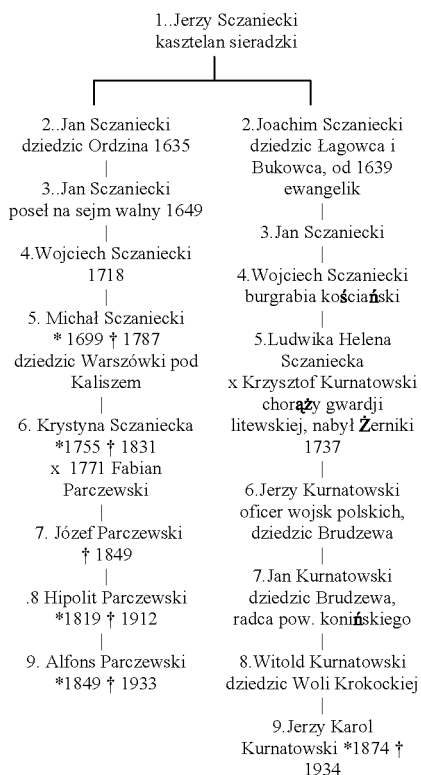 1..Jerzy Sczaniecki
kasztelan sieradzki
2..Jan Sczaniecki
dziedzic Ordzina 1635
|
3..Jan Sczaniecki
poseł na sejm walny 1649
|
4.Wojciech Sczaniecki
1718
|
5. Michał Sczaniecki
* 1699 † 1787
dziedzic Warszówki pod
Kaliszem
|
6. Krystyna Sczaniecka
*1755 † 1831
x 1771 Fabian
Parczewski
|
7. Józef Parczewski
† 1849
|
.8 Hipolit Parczewski
*1819 † 1912
|
9. Alfons Parczewski
*1849 † 1933
2.Joachim Sczaniecki
dziedzic Łagowca i
Bukowca, od 1639
ewangelik
|
3.Jan Sczaniecki
|
4.Wojciech Sczaniecki
burgrabia kościański
|
5.Ludwika Helena
Sczaniecka
x Krzysztof Kurnatowski
chorąży gwardji
litewskiej, nabył Żerniki
1737
|
6.Jerzy Kurnatowski
oficer wojsk polskich,
dziedzic Brudzewa
|
7.Jan Kurnatowski
dziedzic Brudzewa,
radca pow. konińskiego
|
8.Witold Kurnatowski
dziedzic Woli Krokockiej
|
9.Jerzy Karol
Kurnatowski *1874 †
1934